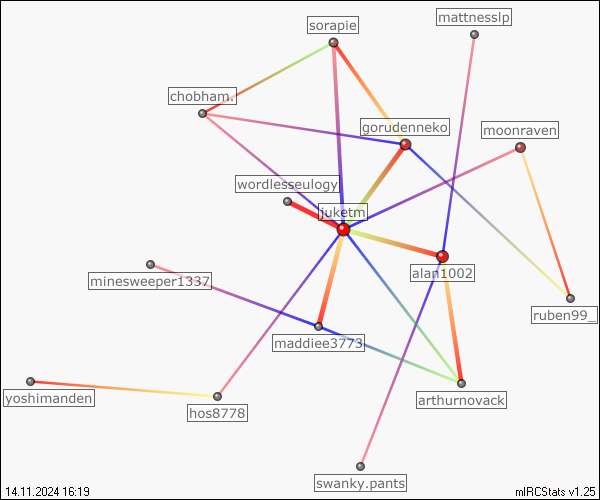 mattnesslp
sorapie
chobham.
gorudenneko
moonraven
wordlesseulogy
juketm
alan1002
minesweeper1337
ruben99_
maddiee3773
yoshimanden
arthurnovack
hos8778
swanky.pants
14.11.2024 16:19
mIRCStats v1.25